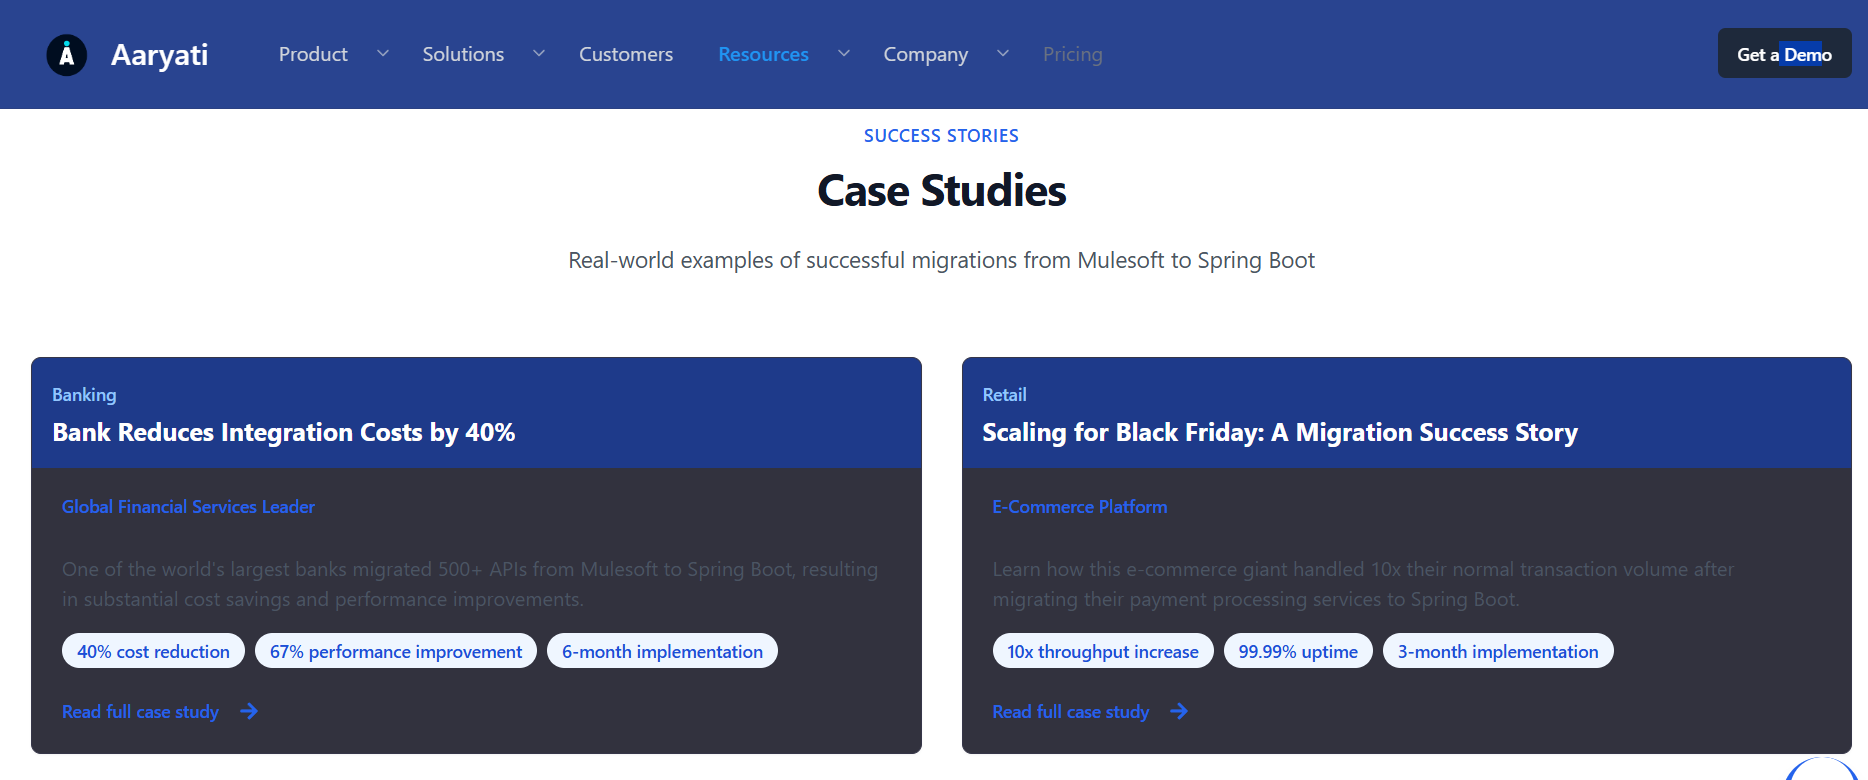 Aaryati
Product
Solutions
Customers
Resources
Company
Pricing
Get a Demo
SUCCESS STORIES
Case Studies
Real-world examples of successful migrations from Mulesoft to Spring Boot
Banking
Bank Reduces Integration Costs by 40%
Global Financial Services Leader
One of the world's largest banks migrated 500+ APIs from Mulesoft to Spring Boot, resulting
in substantial cost savings and performance improvements.
40% cost reduction
67% performance improvement
6-month implementation
Read full case study
Retail
Scaling for Black Friday: A Migration Success Story
E-Commerce Platform
Learn how this e-commerce giant handled 10x their normal transaction volume after
migrating their payment processing services to Spring Boot.
10x throughput increase
99.99% uptime
3-month implementation
Read full case study